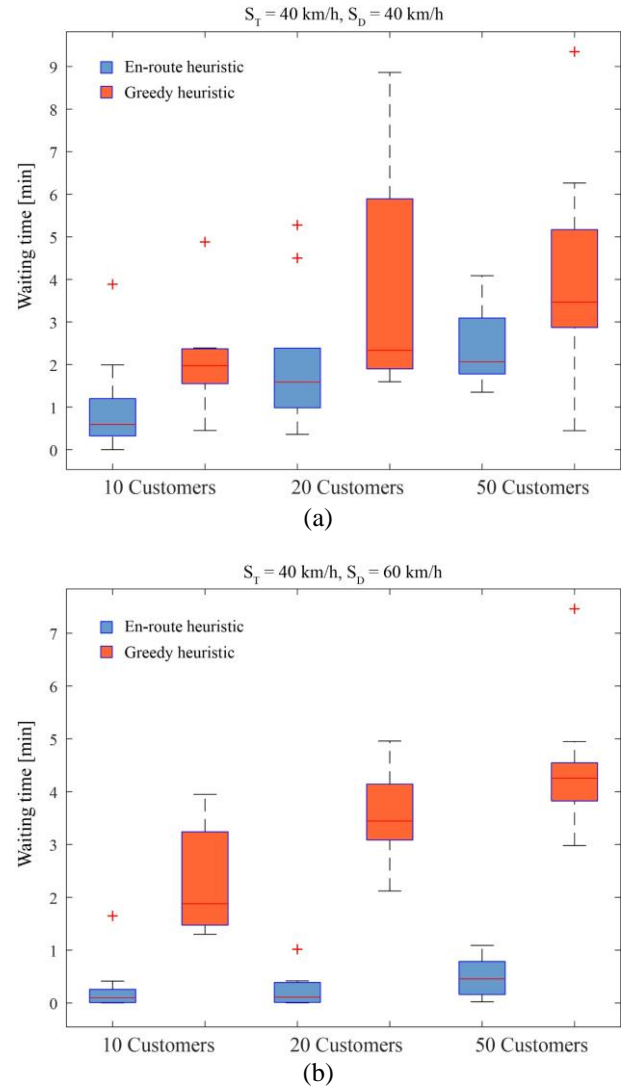 S_T = 40 km/h, S_D = 40 km/h
9
8
7
6
5
4
3
2
1
0
Waiting time [min]
En-route heuristic
Greedy heuristic
10 Customers 20 Customers 50 Customers
(a)
S_T = 40 km/h, S_D = 60 km/h
7
6
5
4
3
2
1
0
Waiting time [min]
En-route heuristic
Greedy heuristic
10 Customers 20 Customers 50 Customers
(b)